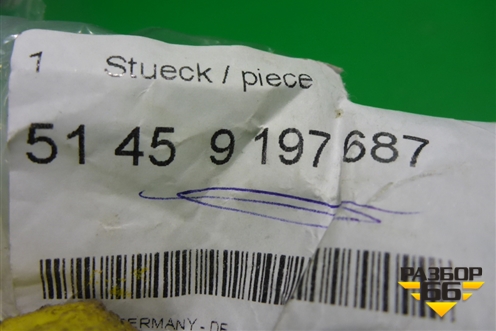 1 Stueck / piece
51 45 9 197 687
GERMANY - DE
РАЗБОР
66